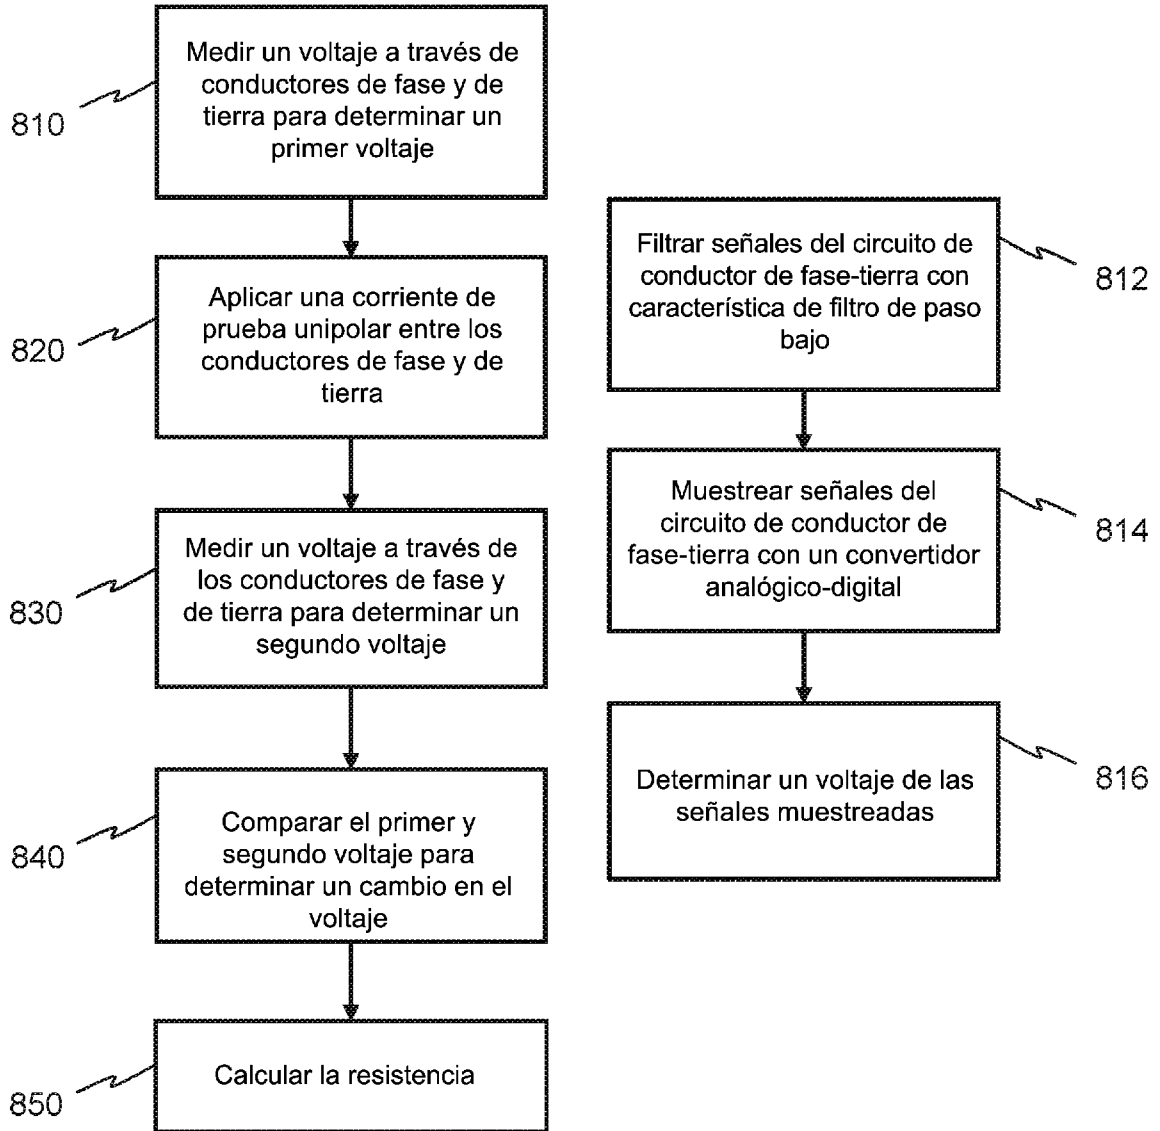 Medir un voltaje a través de
conductores de fase y de
tierra para determinar un
primer voltaje
810
Aplicar una corriente de
prueba unipolar entre los
conductores de fase y de
tierra
820
Medir un voltaje a través de
los conductores de fase y
de tierra para determinar un
segundo voltaje
830
Comparar el primer y
segundo voltaje para
determinar un cambio en el
voltaje
840
Calcular la resistencia
850
Filtrar señales del circuito de
conductor de fase-tierra con
característica de filtro de paso
bajo
812
Muestrear señales del
circuito de conductor de
fase-tierra con un convertidor
analógico-digital
814
Determinar un voltaje de las
señales muestreadas
816